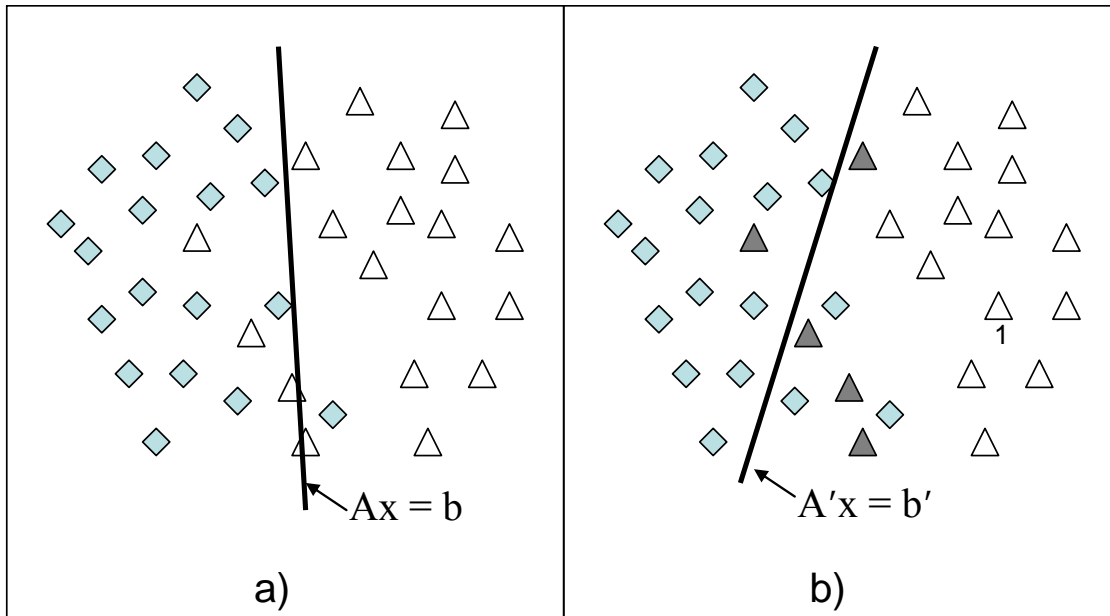 Ax = b
a)
1
A′x = b′
b)